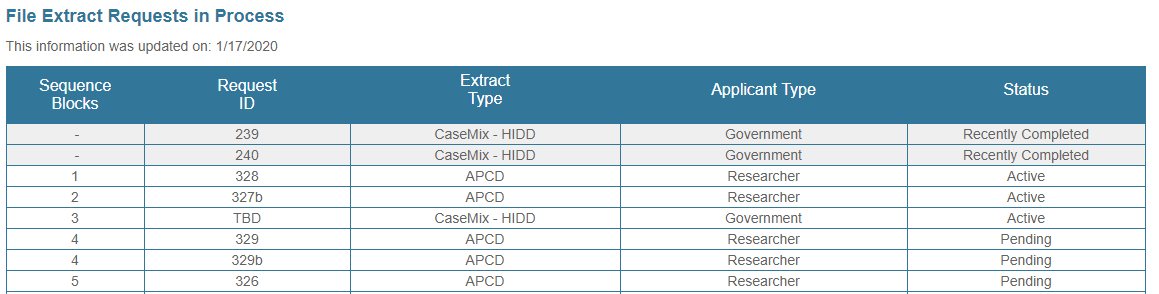 File Extract Requests in Process
This information was updated on: 1/17/2020
Sequence Blocks Request ID Extract Type Applicant Type Status
- 239 CaseMix - HIDD Government Recently Completed
- 240 CaseMix - HIDD Government Recently Completed
1 328 APCD Researcher Active
2 327b APCD Researcher Active
3 TBD CaseMix - HIDD Government Active
4 329 APCD Researcher Pending
4 329b APCD Researcher Pending
5 326 APCD Researcher Pending